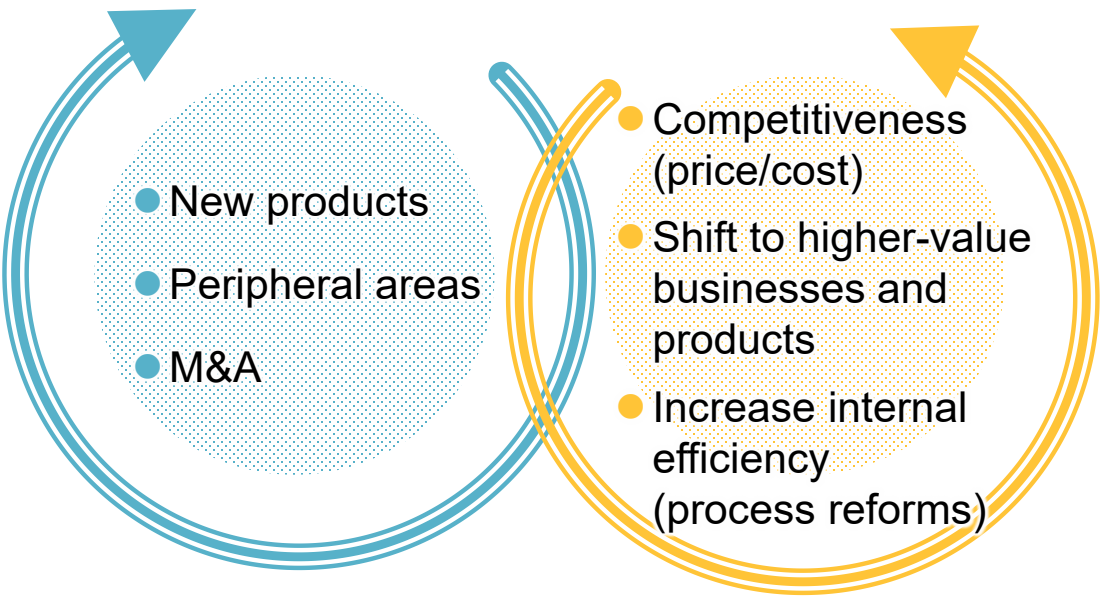 New products
Peripheral areas
M&A
Competitiveness
(price/cost)
Shift to higher-value
businesses and
products
Increase internal
efficiency
(process reforms)